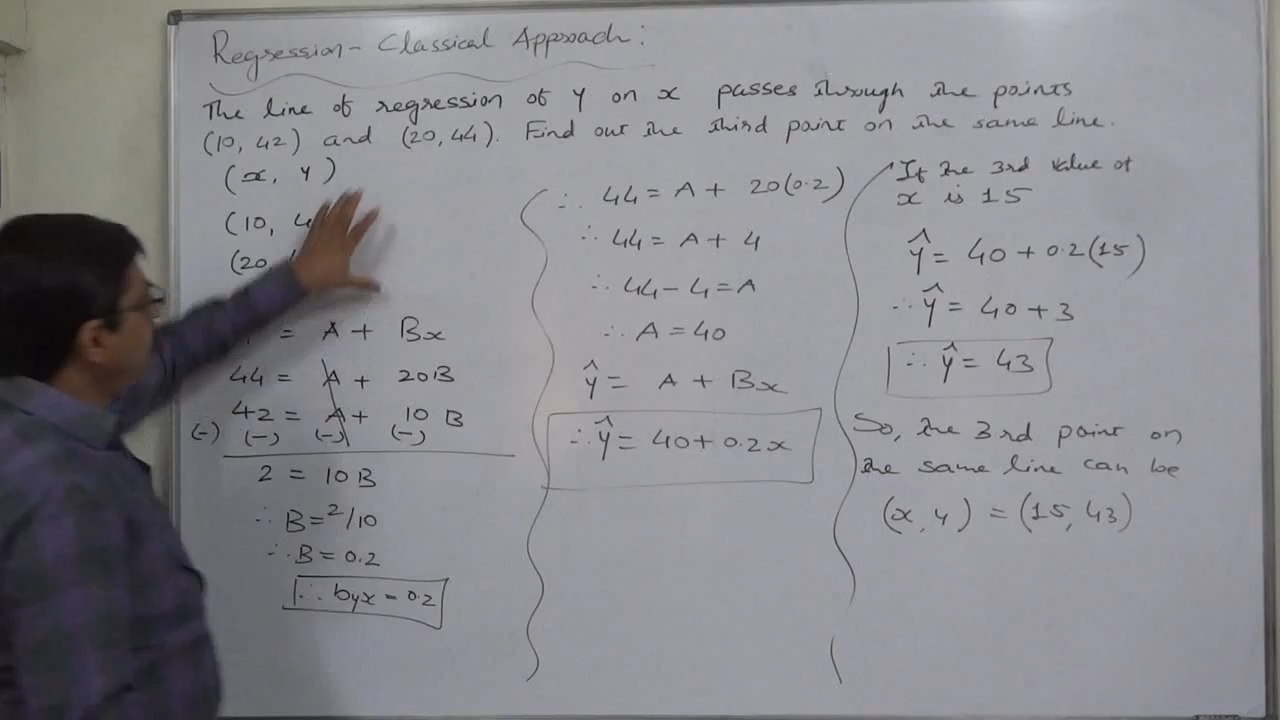 Regression - Classical Approach:
The line of regression of y on x passes through the points
(10, 42) and (20, 44). Find out the third point on the same line.
(x, y)
(10, 4
(20,
= A + Bx
44 = A + 20B
42 = A + 10 B
(-) (-) (-) (-)
2 = 10B
∴ B = 2/10
∴ B = 0.2
∴ byx = 0.2
∴ 44 = A + 20(0.2)
∴ 44 = A + 4
∴ 44 - 4 = A
∴ A = 40
ŷ = A + Bx
∴ ŷ = 40 + 0.2x
If the 3rd value of
x is 15
ŷ = 40 + 0.2(15)
∴ ŷ = 40 + 3
∴ ŷ = 43
So, the 3rd point on
the same line can be
(x, y) = (15, 43)